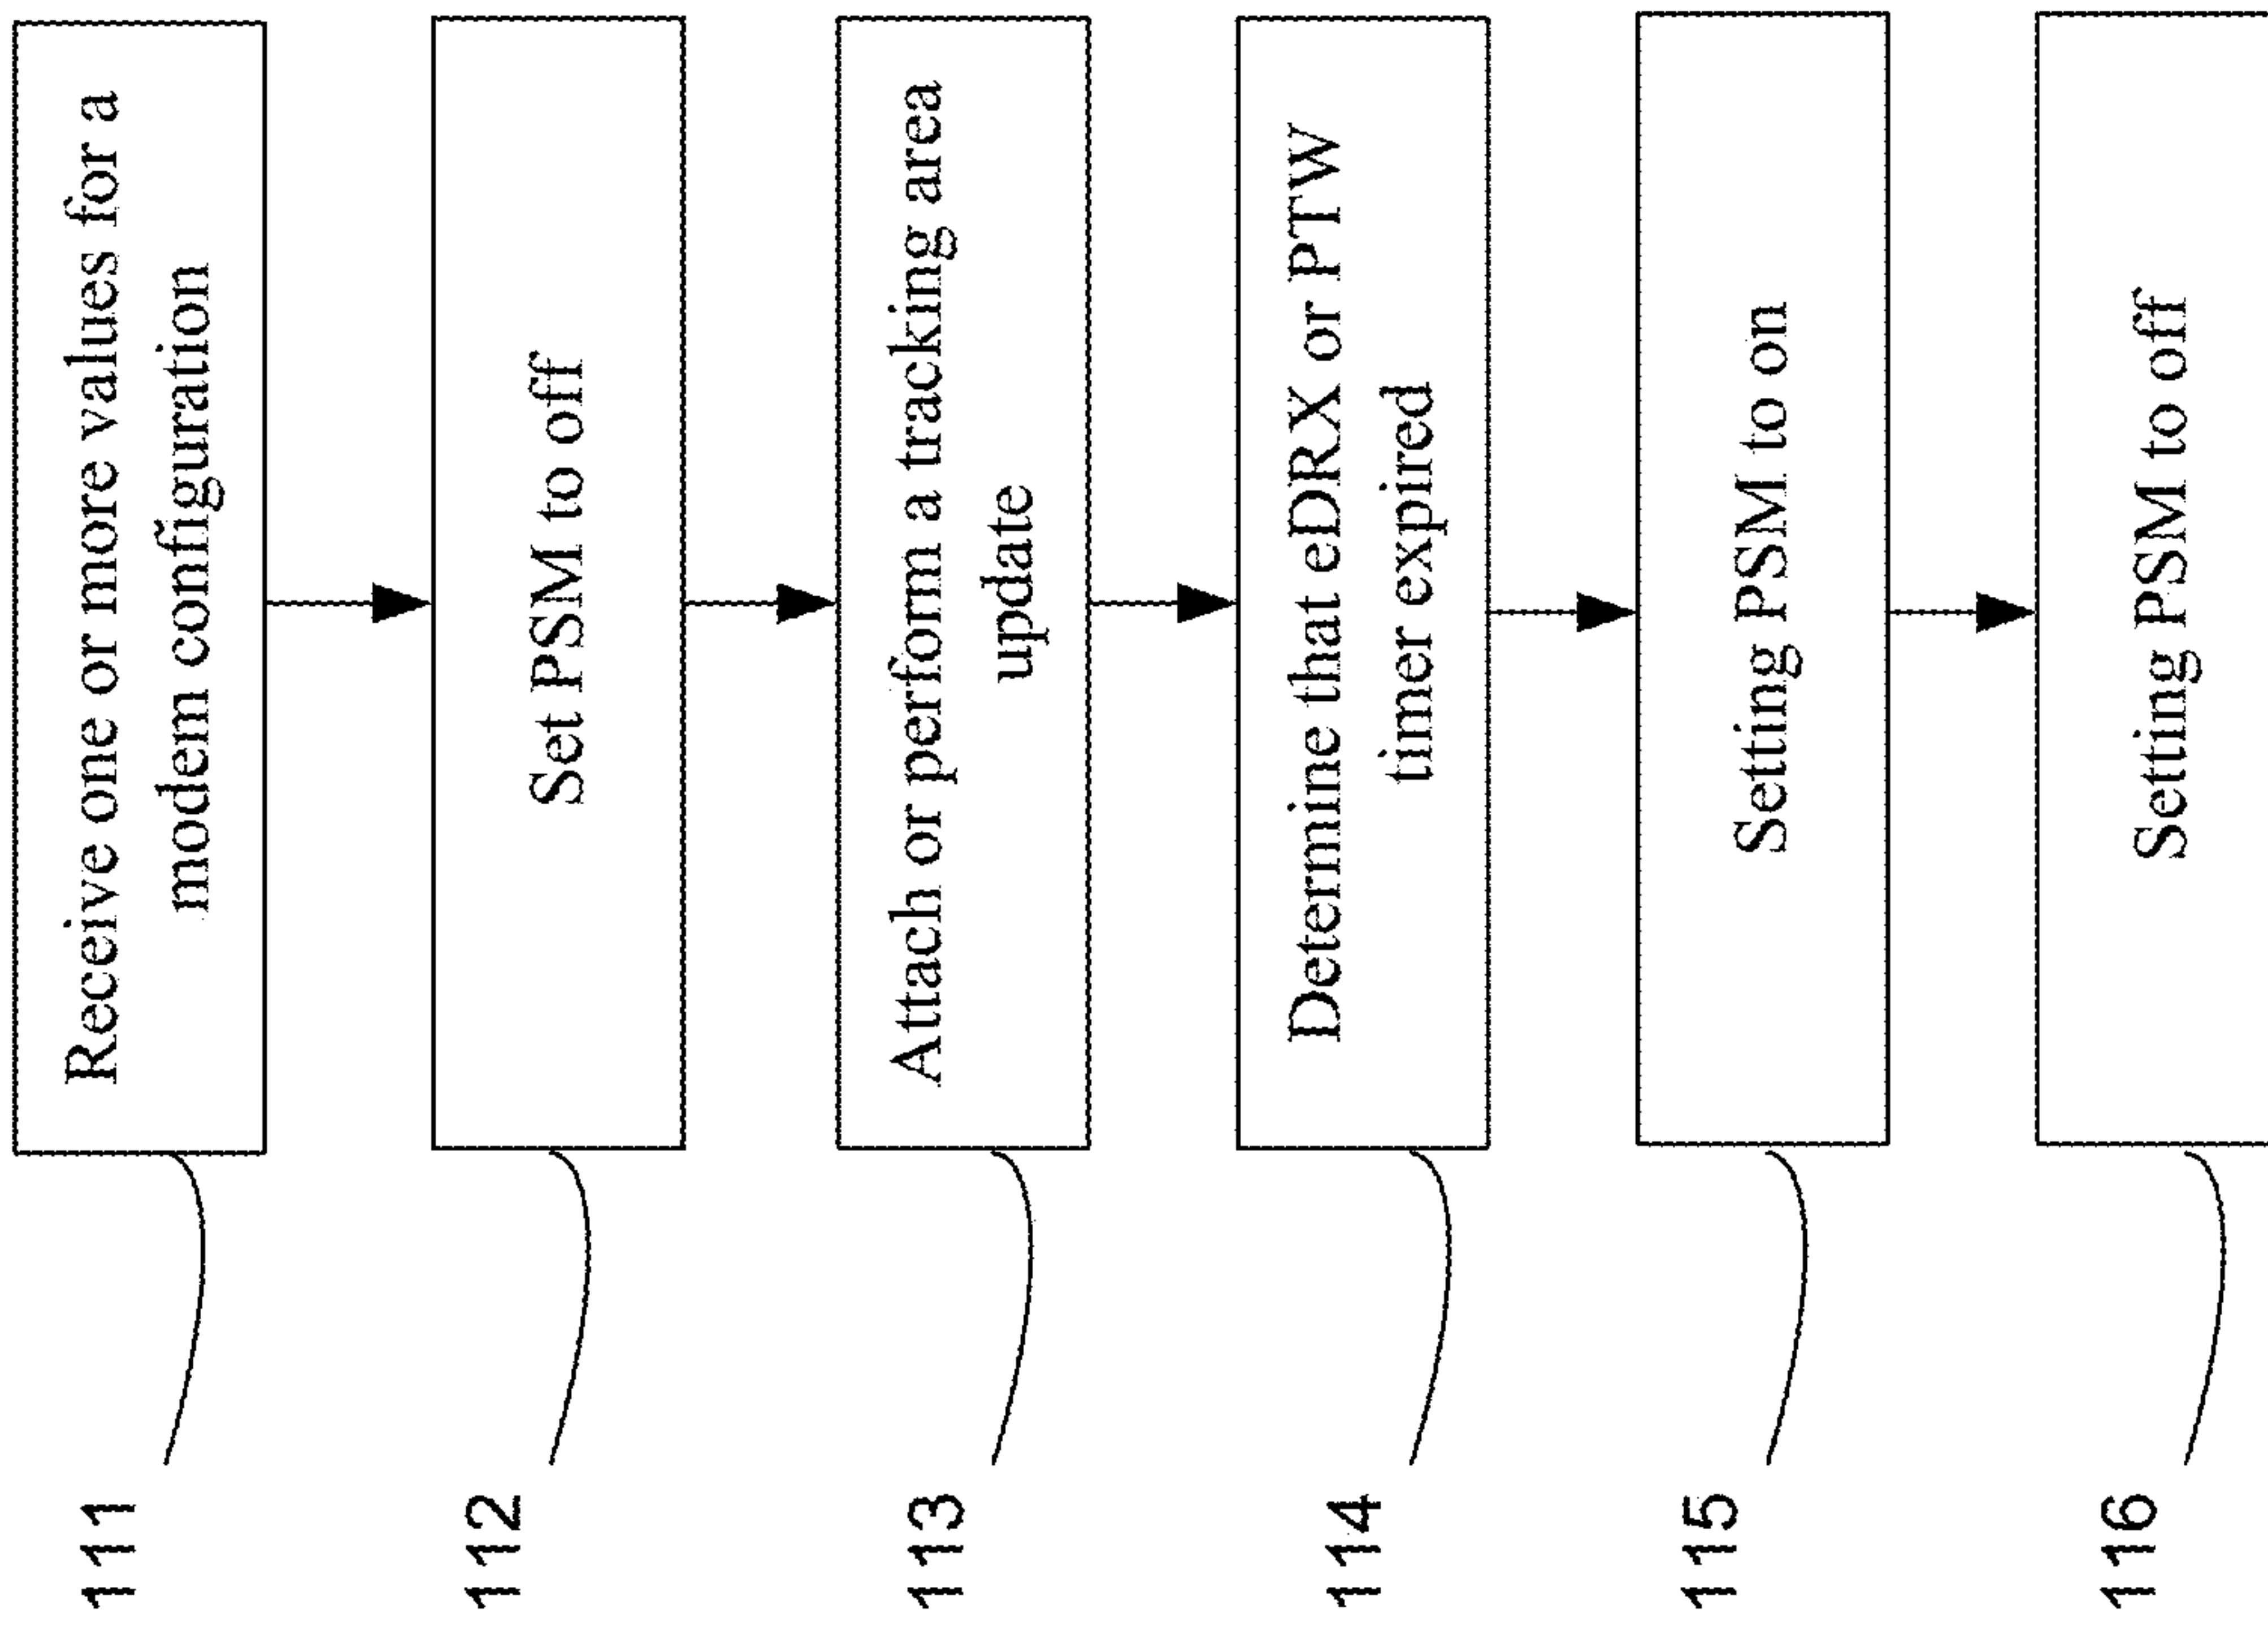 111
Receive one or more values for a
modem configuration
112
Set PSM to off
113
Attach or perfom a tracking area
update
114
Determine that eDRX or PTW
timer expired
115
Setting PSM to on
116
Setting PSM to off